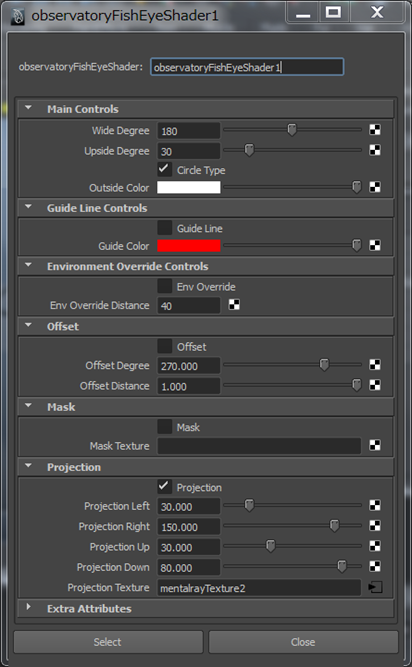 observatoryFishEyeShader1
observatoryFishEyeShader: observatoryFishEyeShader1
Main Controls
Wide Degree 180
Upside Degree 30
Circle Type
Outside Color
Guide Line Controls
Guide Line
Guide Color
Environment Override Controls
Env Override
Env Override Distance 40
Offset
Offset
Offset Degree 270.000
Offset Distance 1.000
Mask
Mask
Mask Texture
Projection
Projection
Projection Left 30.000
Projection Right 150.000
Projection Up 30.000
Projection Down 80.000
Projection Texture mentalrayTexture2
Extra Attributes
Select Close